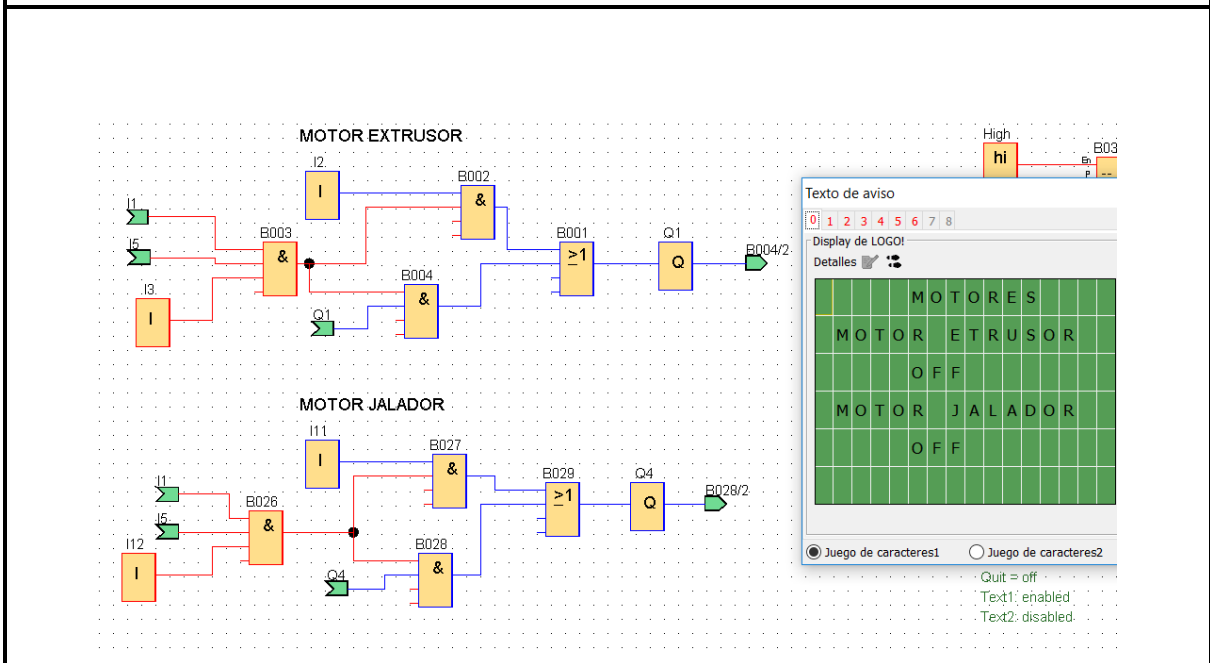 MOTOR EXTRUSOR
I2
I
B002
&
I1
I5
B003
&
I3
I
B004
&
Q1
B001
≥1
Q1
Q
B004/2
High
hi
B03
En
P
--
Texto de aviso
0 1 2 3 4 5 6 7 8
Display de LOGO!
Detalles
MOTORES
MOTOR ETRUSOR
OFF
MOTOR JALADOR
OFF
Juego de caracteres1 Juego de caracteres2
Quit = off
Text1: enabled
Text2: disabled
MOTOR JALADOR
I11
I
B027
&
I1
I5
B026
&
I12
I
B028
&
Q4
B029
≥1
Q4
Q
B028/2